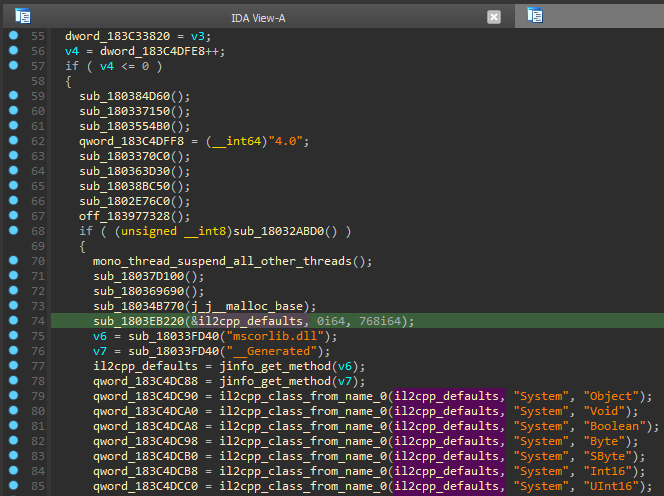 IDA View-A
55 dword_183C33820 = v3;
56 v4 = dword_183C4DFE8++;
57 if ( v4 <= 0 )
58 {
59 sub_180384D60();
60 sub_180337150();
61 sub_1803554B0();
62 qword_183C4DFF8 = (__int64)"4.0";
63 sub_1803370C0();
64 sub_180363D30();
65 sub_18038BC50();
66 sub_1802E76C0();
67 off_183977328();
68 if ( (unsigned __int8)sub_18032ABD0() )
69 {
70 mono_thread_suspend_all_other_threads();
71 sub_18037D100();
72 sub_180369690();
73 sub_18034B770(j_j__malloc_base);
74 sub_1803EB220(&il2cpp_defaults, 0i64, 768i64);
75 v6 = sub_18033FD40("mscorlib.dll");
76 v7 = sub_18033FD40("__Generated");
77 il2cpp_defaults = jinfo_get_method(v6);
78 qword_183C4DC88 = jinfo_get_method(v7);
79 qword_183C4DC90 = il2cpp_class_from_name_0(il2cpp_defaults, "System", "Object");
80 qword_183C4DCA0 = il2cpp_class_from_name_0(il2cpp_defaults, "System", "Void");
81 qword_183C4DCA8 = il2cpp_class_from_name_0(il2cpp_defaults, "System", "Boolean");
82 qword_183C4DC98 = il2cpp_class_from_name_0(il2cpp_defaults, "System", "Byte");
83 qword_183C4DCB0 = il2cpp_class_from_name_0(il2cpp_defaults, "System", "SByte");
84 qword_183C4DCB8 = il2cpp_class_from_name_0(il2cpp_defaults, "System", "Int16");
85 qword_183C4DCC0 = il2cpp_class_from_name_0(il2cpp_defaults, "System", "UInt16");